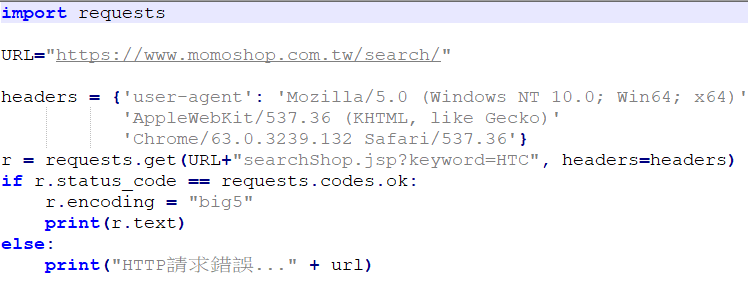 import requests
URL="https://www.momoshop.com.tw/search/"
headers = {'user-agent': 'Mozilla/5.0 (Windows NT 10.0; Win64; x64)'
'AppleWebKit/537.36 (KHTML, like Gecko)'
'Chrome/63.0.3239.132 Safari/537.36'}
r = requests.get(URL+"searchShop.jsp?keyword=HTC", headers=headers)
if r.status_code == requests.codes.ok:
    r.encoding = "big5"
    print(r.text)
else:
    print("HTTP請求錯誤..." + url)